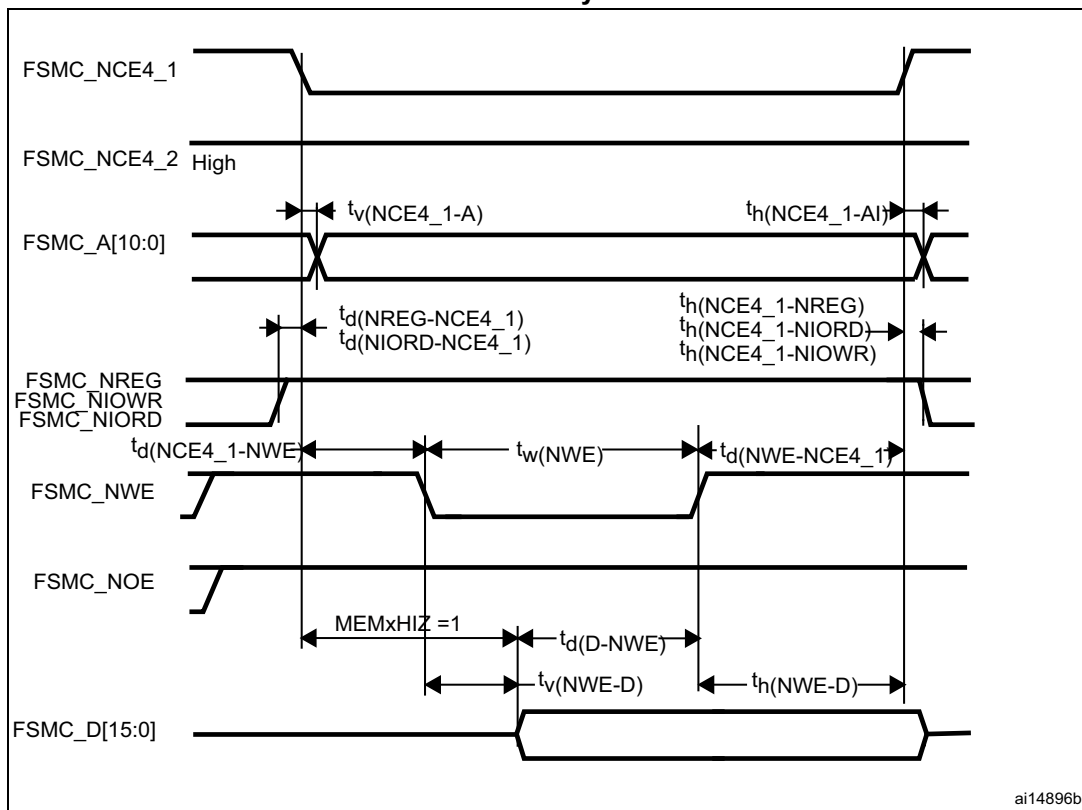 FSMC_NCE4_1
FSMC_NCE4_2 High
tv(NCE4_1-A) th(NCE4_1-AI)
FSMC_A[10:0]
th(NCE4_1-NREG)
td(NREG-NCE4_1) th(NCE4_1-NIORD)
td(NIORD-NCE4_1) th(NCE4_1-NIOWR)
FSMC_NREG
FSMC_NIOWR
FSMC_NIORD
td(NCE4_1-NWE) tw(NWE) td(NWE-NCE4_1)
FSMC_NWE
FSMC_NOE
MEMxHIZ =1 td(D-NWE)
tv(NWE-D) th(NWE-D)
FSMC_D[15:0]
ai14896b